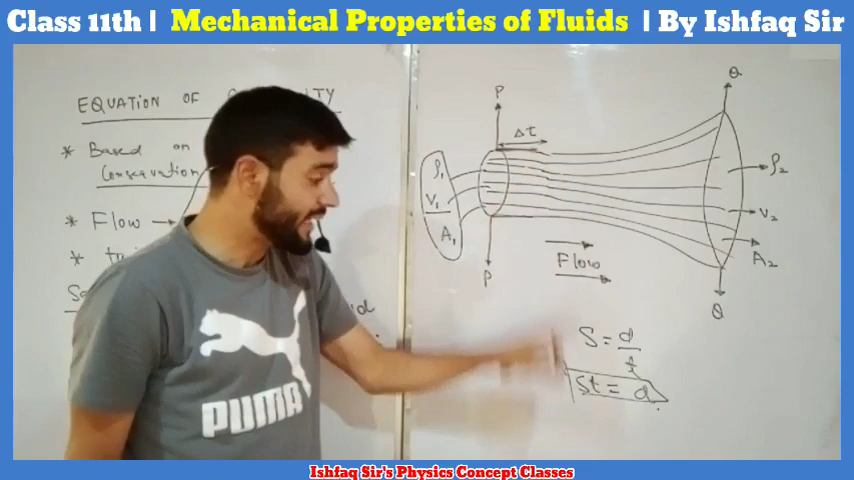 Class 11th | Mechanical Properties of Fluids | By Ishfaq Sir
EQUATION OF
* Based on
Conservation
* Flow →
*
P
Δt
ρ1
V1
A1
P
Flow
Q
ρ2
V2
A2
Q
S = d/t
St = d
PUMA
Ishfaq Sir's Physics Concept Classes